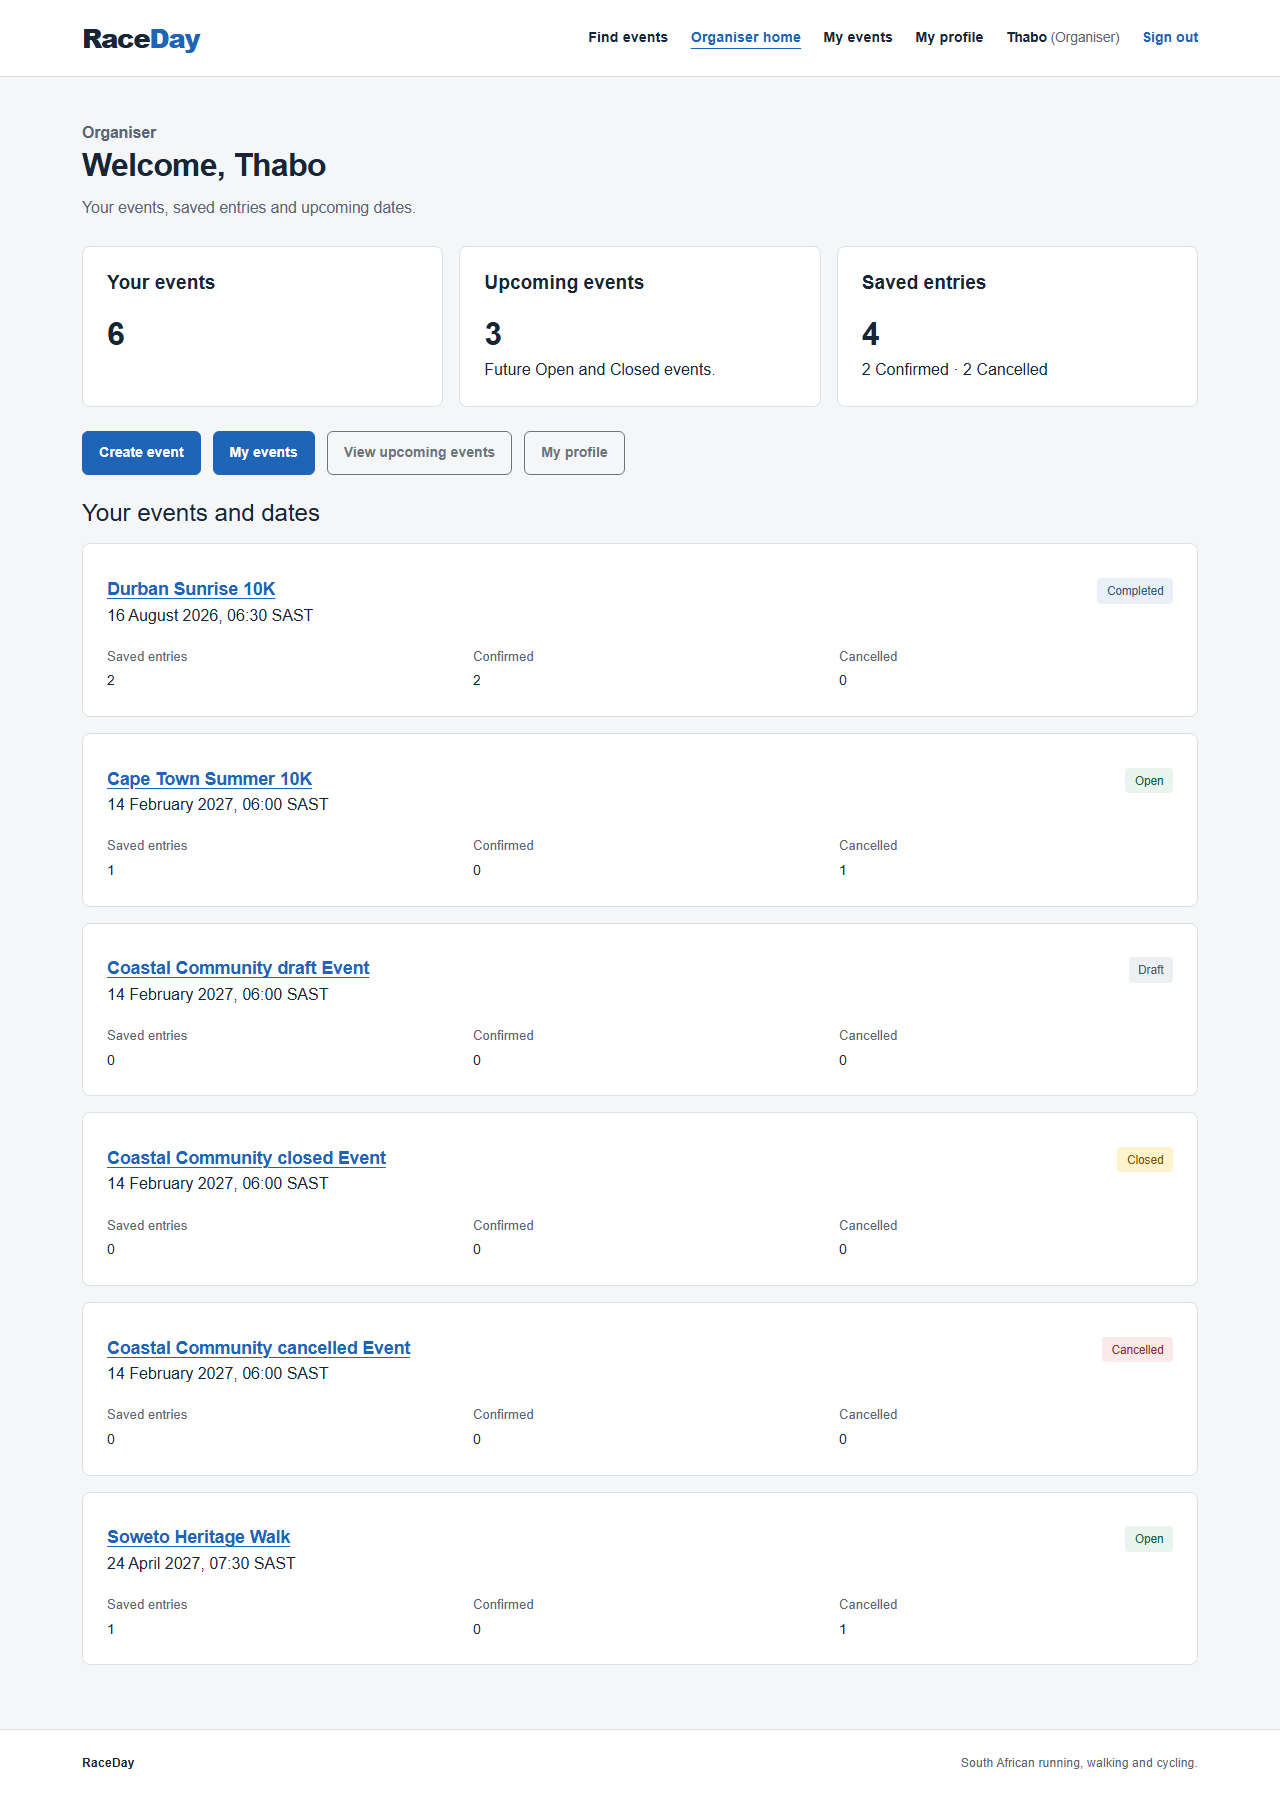 RaceDay
Find events
Organiser home
My events
My profile
Thabo (Organiser)
Sign out
Organiser
Welcome, Thabo
Your events, saved entries and upcoming dates.
Your events
6
Upcoming events
3
Future Open and Closed events.
Saved entries
4
2 Confirmed · 2 Cancelled
Create event
My events
View upcoming events
My profile
Your events and dates
Durban Sunrise 10K
Completed
16 August 2026, 06:30 SAST
Saved entries Confirmed Cancelled
2 2 0
Cape Town Summer 10K
Open
14 February 2027, 06:00 SAST
Saved entries Confirmed Cancelled
1 0 1
Coastal Community draft Event
Draft
14 February 2027, 06:00 SAST
Saved entries Confirmed Cancelled
0 0 0
Coastal Community closed Event
Closed
14 February 2027, 06:00 SAST
Saved entries Confirmed Cancelled
0 0 0
Coastal Community cancelled Event
Cancelled
14 February 2027, 06:00 SAST
Saved entries Confirmed Cancelled
0 0 0
Soweto Heritage Walk
Open
24 April 2027, 07:30 SAST
Saved entries Confirmed Cancelled
1 0 1
RaceDay
South African running, walking and cycling.